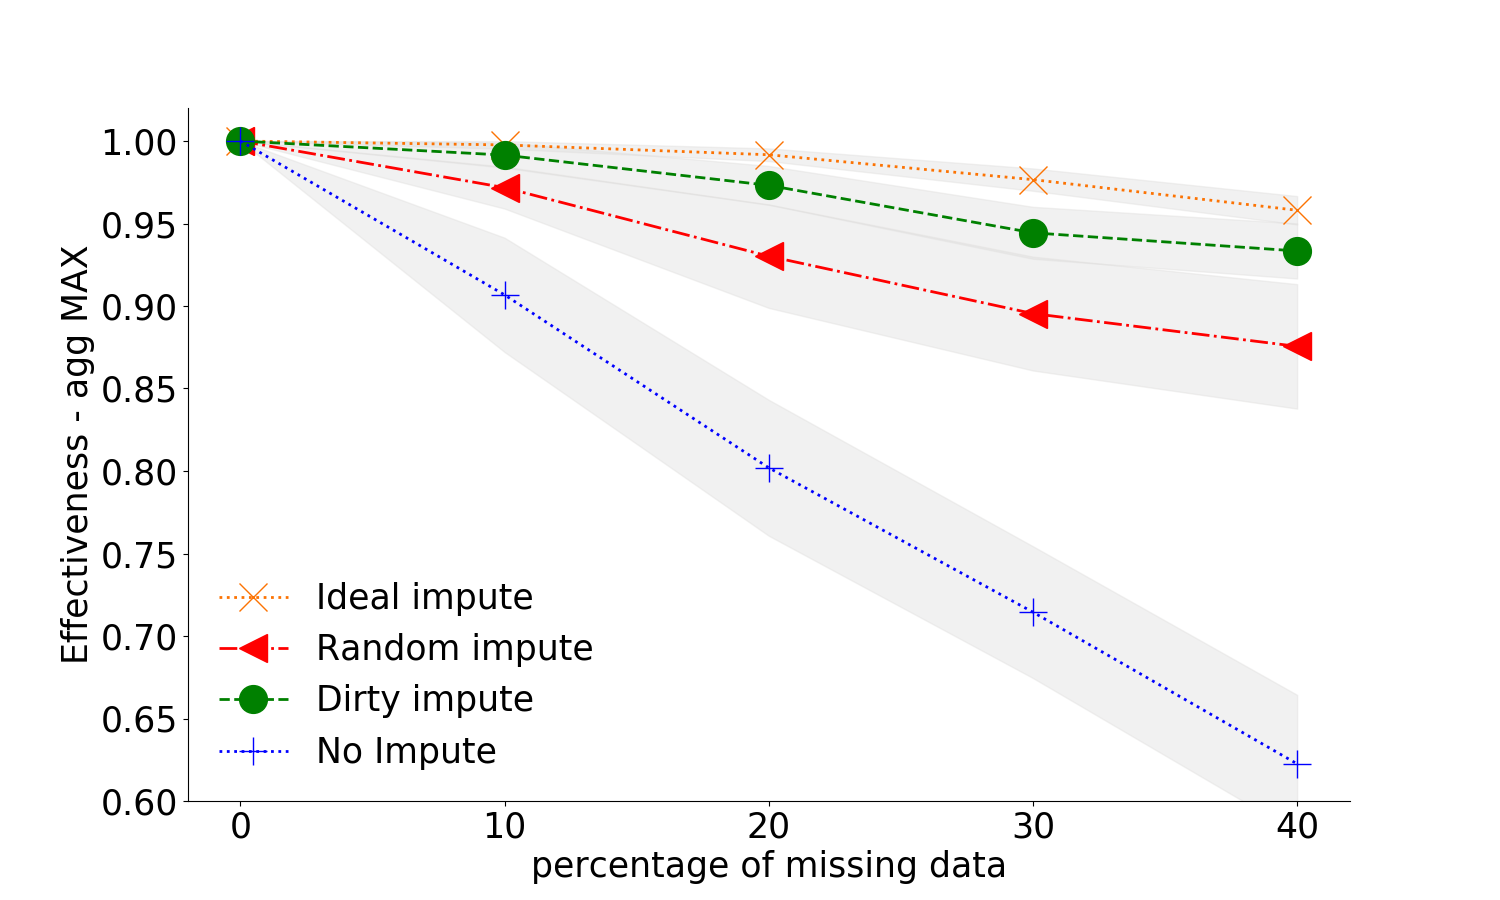 Effectiveness - agg MAX
1.00
0.95
0.90
0.85
0.80
0.75
0.70
0.65
0.60
Ideal impute
Random impute
Dirty impute
No Impute
0 10 20 30 40
percentage of missing data